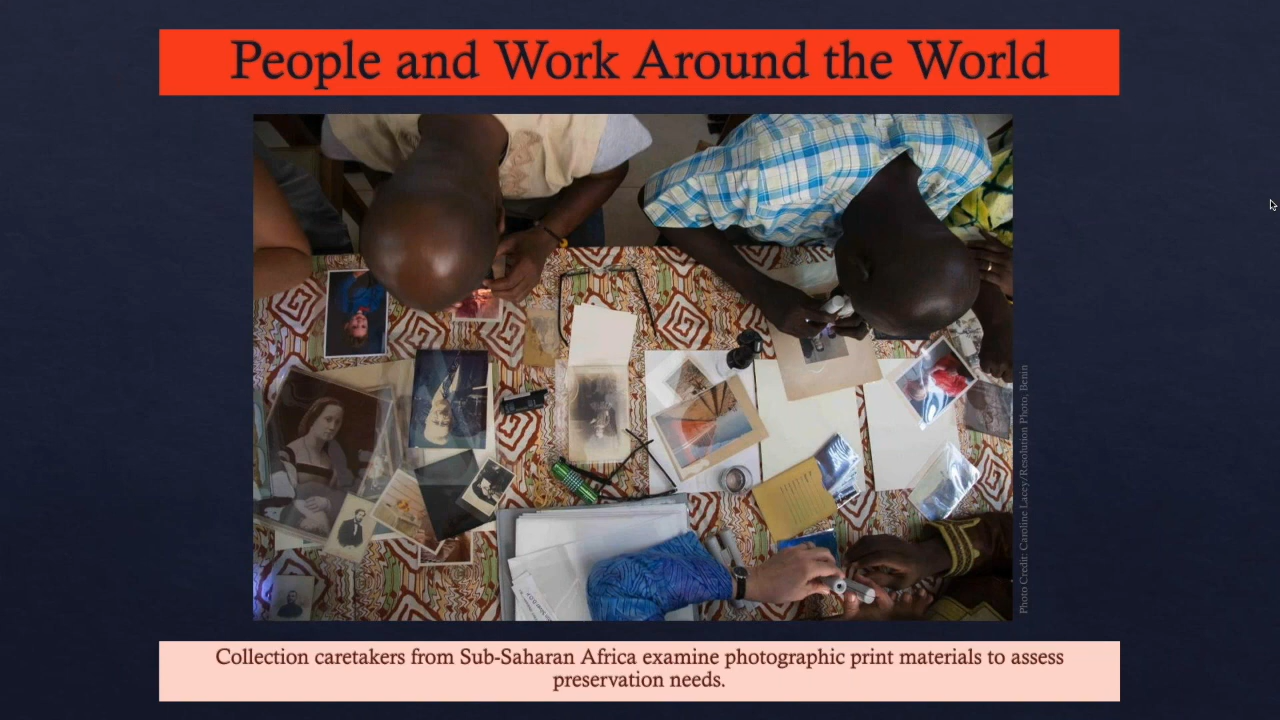 People and Work Around the World
Photo Credit: Caroline Lacey/Resolution Photo, Benin
Collection caretakers from Sub-Saharan Africa examine photographic print materials to assess
preservation needs.